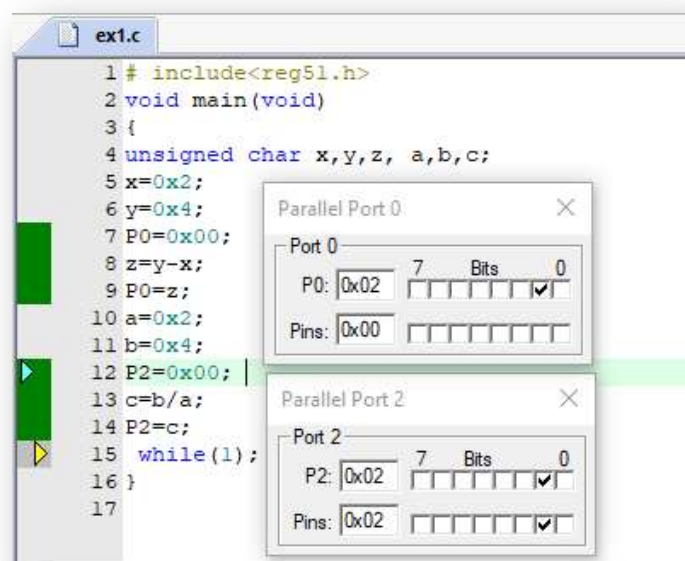 ex1.c
1 # include<reg51.h>
2 void main(void)
3 {
4 unsigned char x,y,z, a,b,c;
5 x=0x2;
6 y=0x4;
7 P0=0x00;
8 z=y-x;
9 P0=z;
10 a=0x2;
11 b=0x4;
12 P2=0x00;
13 c=b/a;
14 P2=c;
15 while(1);
16 }
17
Parallel Port 0
Port 0
7 Bits 0
P0: 0x02
Pins: 0x00
Parallel Port 2
Port 2
7 Bits 0
P2: 0x02
Pins: 0x02